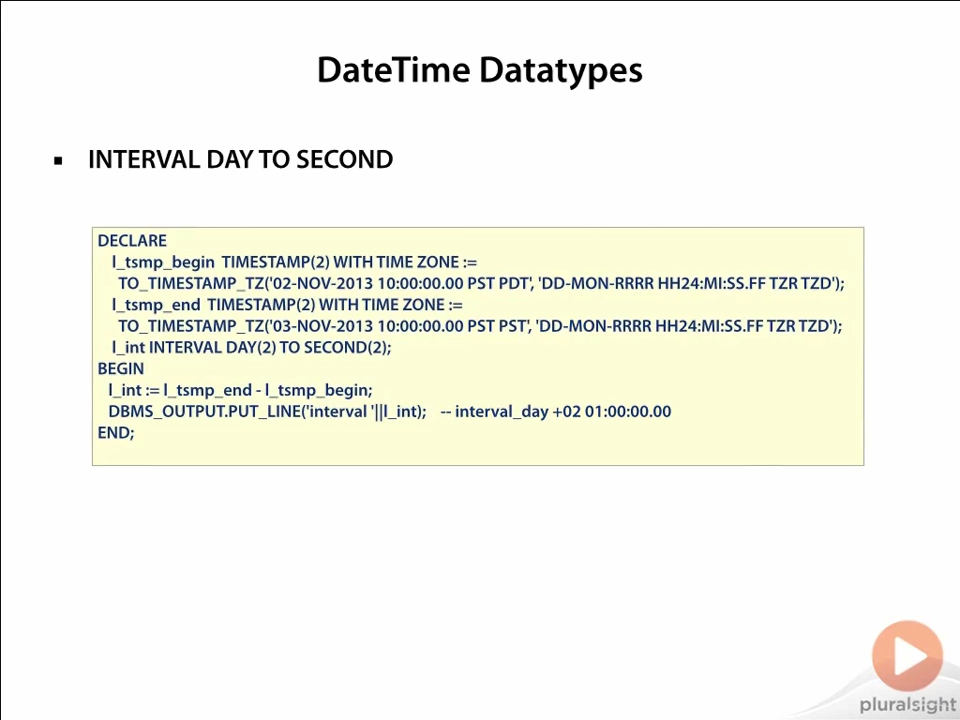 DateTime Datatypes
▪ INTERVAL DAY TO SECOND
DECLARE
l_tsmp_begin TIMESTAMP(2) WITH TIME ZONE :=
TO_TIMESTAMP_TZ('02-NOV-2013 10:00:00.00 PST PDT', 'DD-MON-RRRR HH24:MI:SS.FF TZR TZD');
l_tsmp_end TIMESTAMP(2) WITH TIME ZONE :=
TO_TIMESTAMP_TZ('03-NOV-2013 10:00:00.00 PST PST', 'DD-MON-RRRR HH24:MI:SS.FF TZR TZD');
l_int INTERVAL DAY(2) TO SECOND(2);
BEGIN
l_int := l_tsmp_end - l_tsmp_begin;
DBMS_OUTPUT.PUT_LINE('interval '||l_int); -- interval_day +02 01:00:00.00
END;
pluralsight